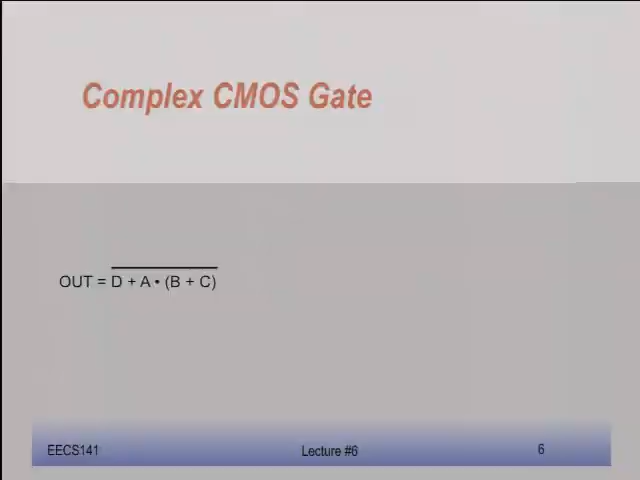 Complex CMOS Gate
OUT = D + A • (B + C)
EECS141
Lecture #6
6